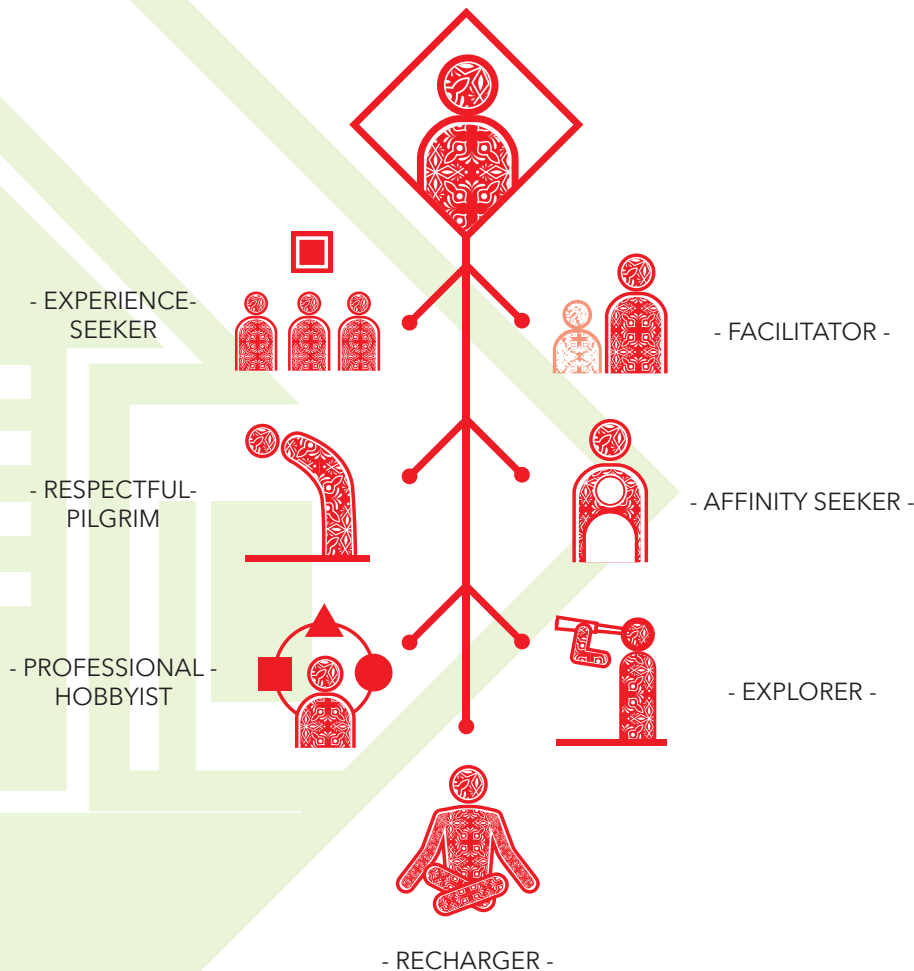 - EXPERIENCE-
SEEKER
- FACILITATOR -
- RESPECTFUL-
PILGRIM
- AFFINITY SEEKER -
- PROFESSIONAL -
HOBBYIST
- EXPLORER -
- RECHARGER -